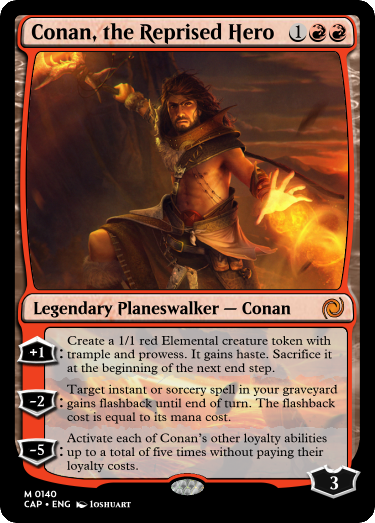 Conan, the Reprised Hero 1
Legendary Planeswalker — Conan
+1: Create a 1/1 red Elemental creature token with
trample and prowess. It gains haste. Sacrifice it
at the beginning of the next end step.
-2: Target instant or sorcery spell in your graveyard
gains flashback until end of turn. The flashback
cost is equal to its mana cost.
-5: Activate each of Conan's other loyalty abilities
up to a total of five times without paying their
loyalty costs.
3
M 0140
CAP • ENG Ioshuart